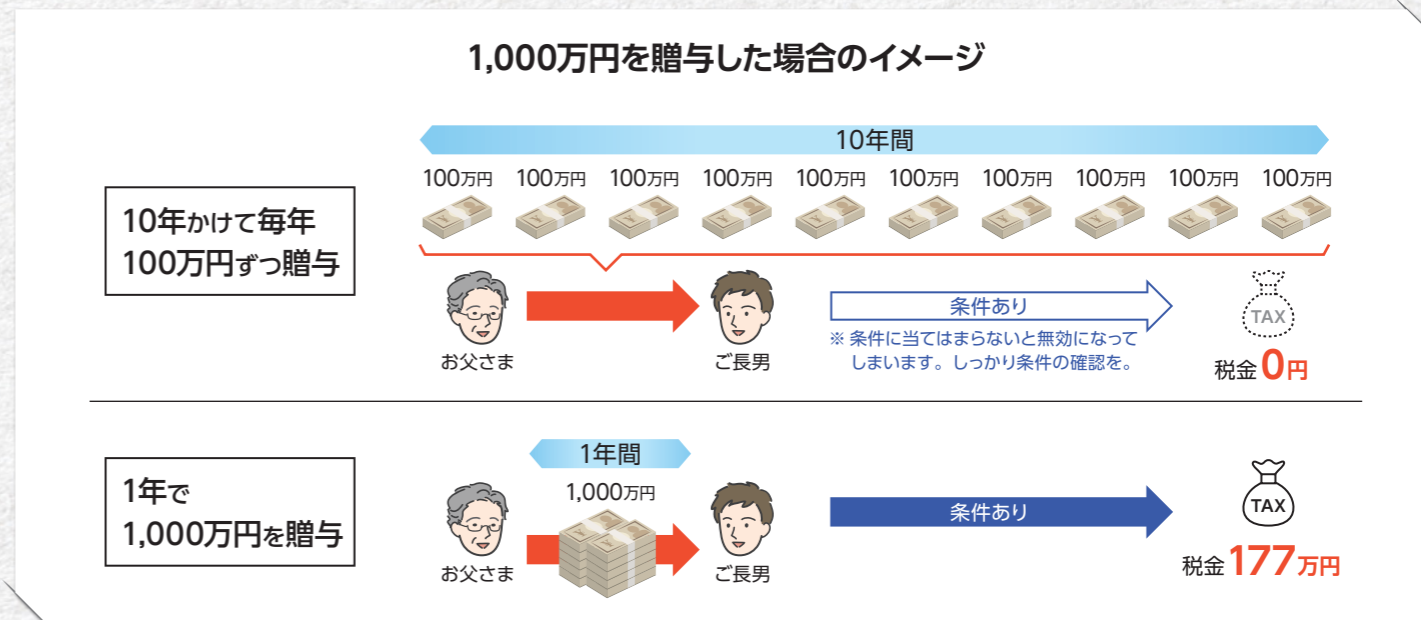 1,000万円を贈与した場合のイメージ
10年間
100万円 100万円 100万円 100万円 100万円 100万円 100万円 100万円 100万円 100万円
10年かけて毎年
100万円ずつ贈与
お父さま
ご長男
条件あり
※ 条件に当てはまらないと無効になって
しまいます。しっかり条件の確認を。
TAX
税金0円
1年で
1,000万円を贈与
1年間
1,000万円
お父さま
ご長男
条件あり
TAX
税金177万円